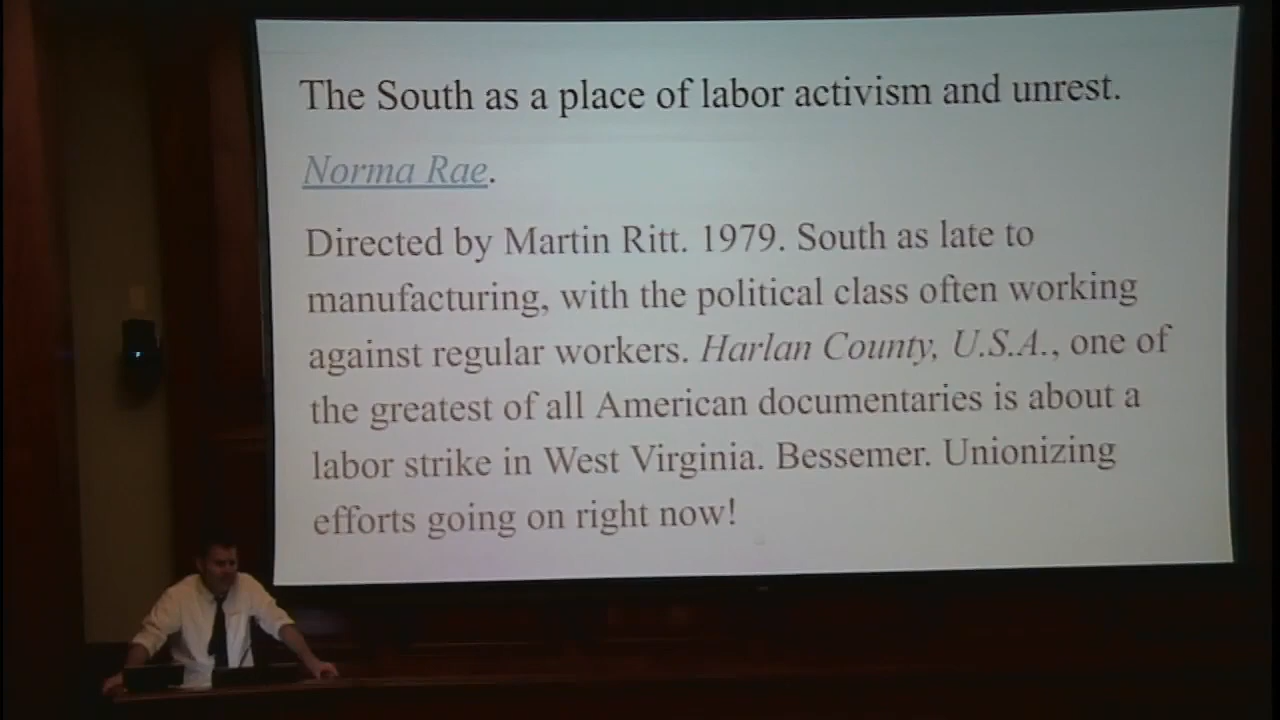 The South as a place of labor activism and unrest.
Norma Rae.
Directed by Martin Ritt. 1979. South as late to
manufacturing, with the political class often working
against regular workers. Harlan County, U.S.A., one of
the greatest of all American documentaries is about a
labor strike in West Virginia. Bessemer. Unionizing
efforts going on right now!